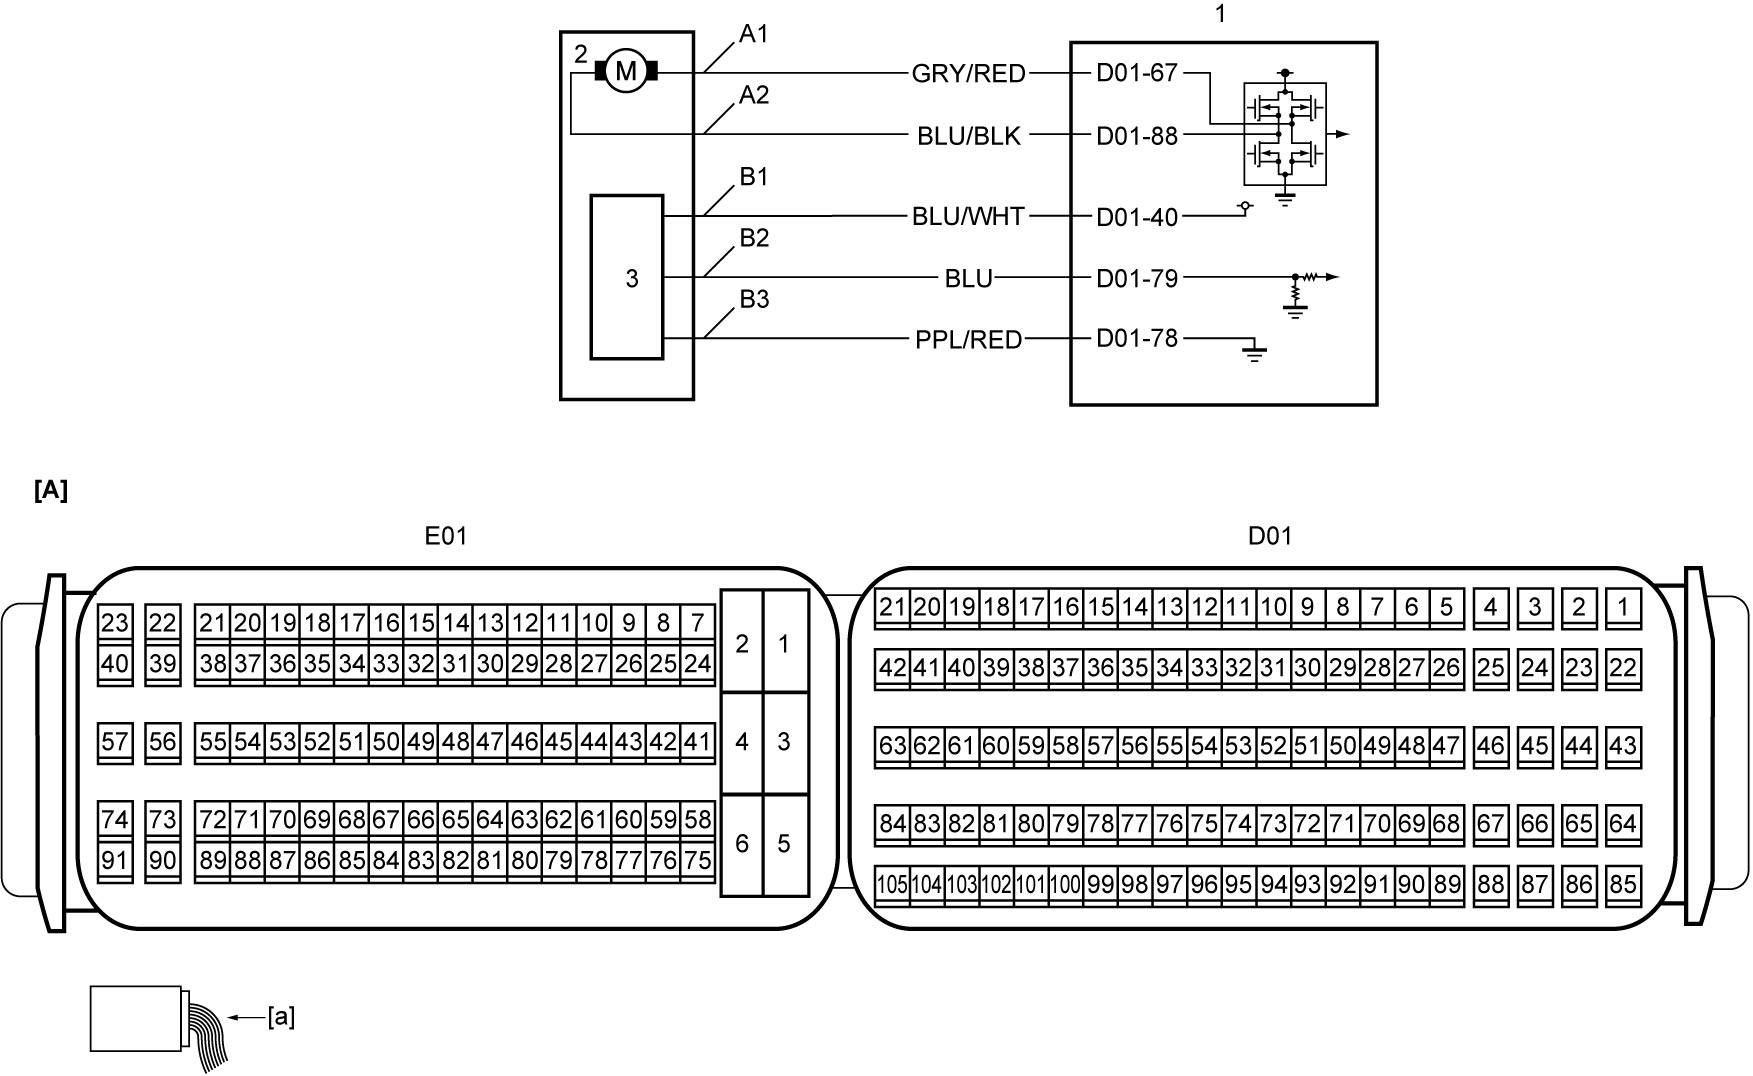 1
2 M A1 GRY/RED D01-67
A2 BLU/BLK D01-88
B1 BLU/WHT D01-40
B2 3 BLU D01-79
B3 PPL/RED D01-78
[A]
E01 D01
23 22 21 20 19 18 17 16 15 14 13 12 11 10 9 8 7
40 39 38 37 36 35 34 33 32 31 30 29 28 27 26 25 24
2 1
57 56 55 54 53 52 51 50 49 48 47 46 45 44 43 42 41
4 3
74 73 72 71 70 69 68 67 66 65 64 63 62 61 60 59 58
91 90 89 88 87 86 85 84 83 82 81 80 79 78 77 76 75
6 5
21 20 19 18 17 16 15 14 13 12 11 10 9 8 7 6 5 4 3 2 1
42 41 40 39 38 37 36 35 34 33 32 31 30 29 28 27 26 25 24 23 22
63 62 61 60 59 58 57 56 55 54 53 52 51 50 49 48 47 46 45 44 43
84 83 82 81 80 79 78 77 76 75 74 73 72 71 70 69 68 67 66 65 64
105 104 103 102 101 100 99 98 97 96 95 94 93 92 91 90 89 88 87 86 85
[a]